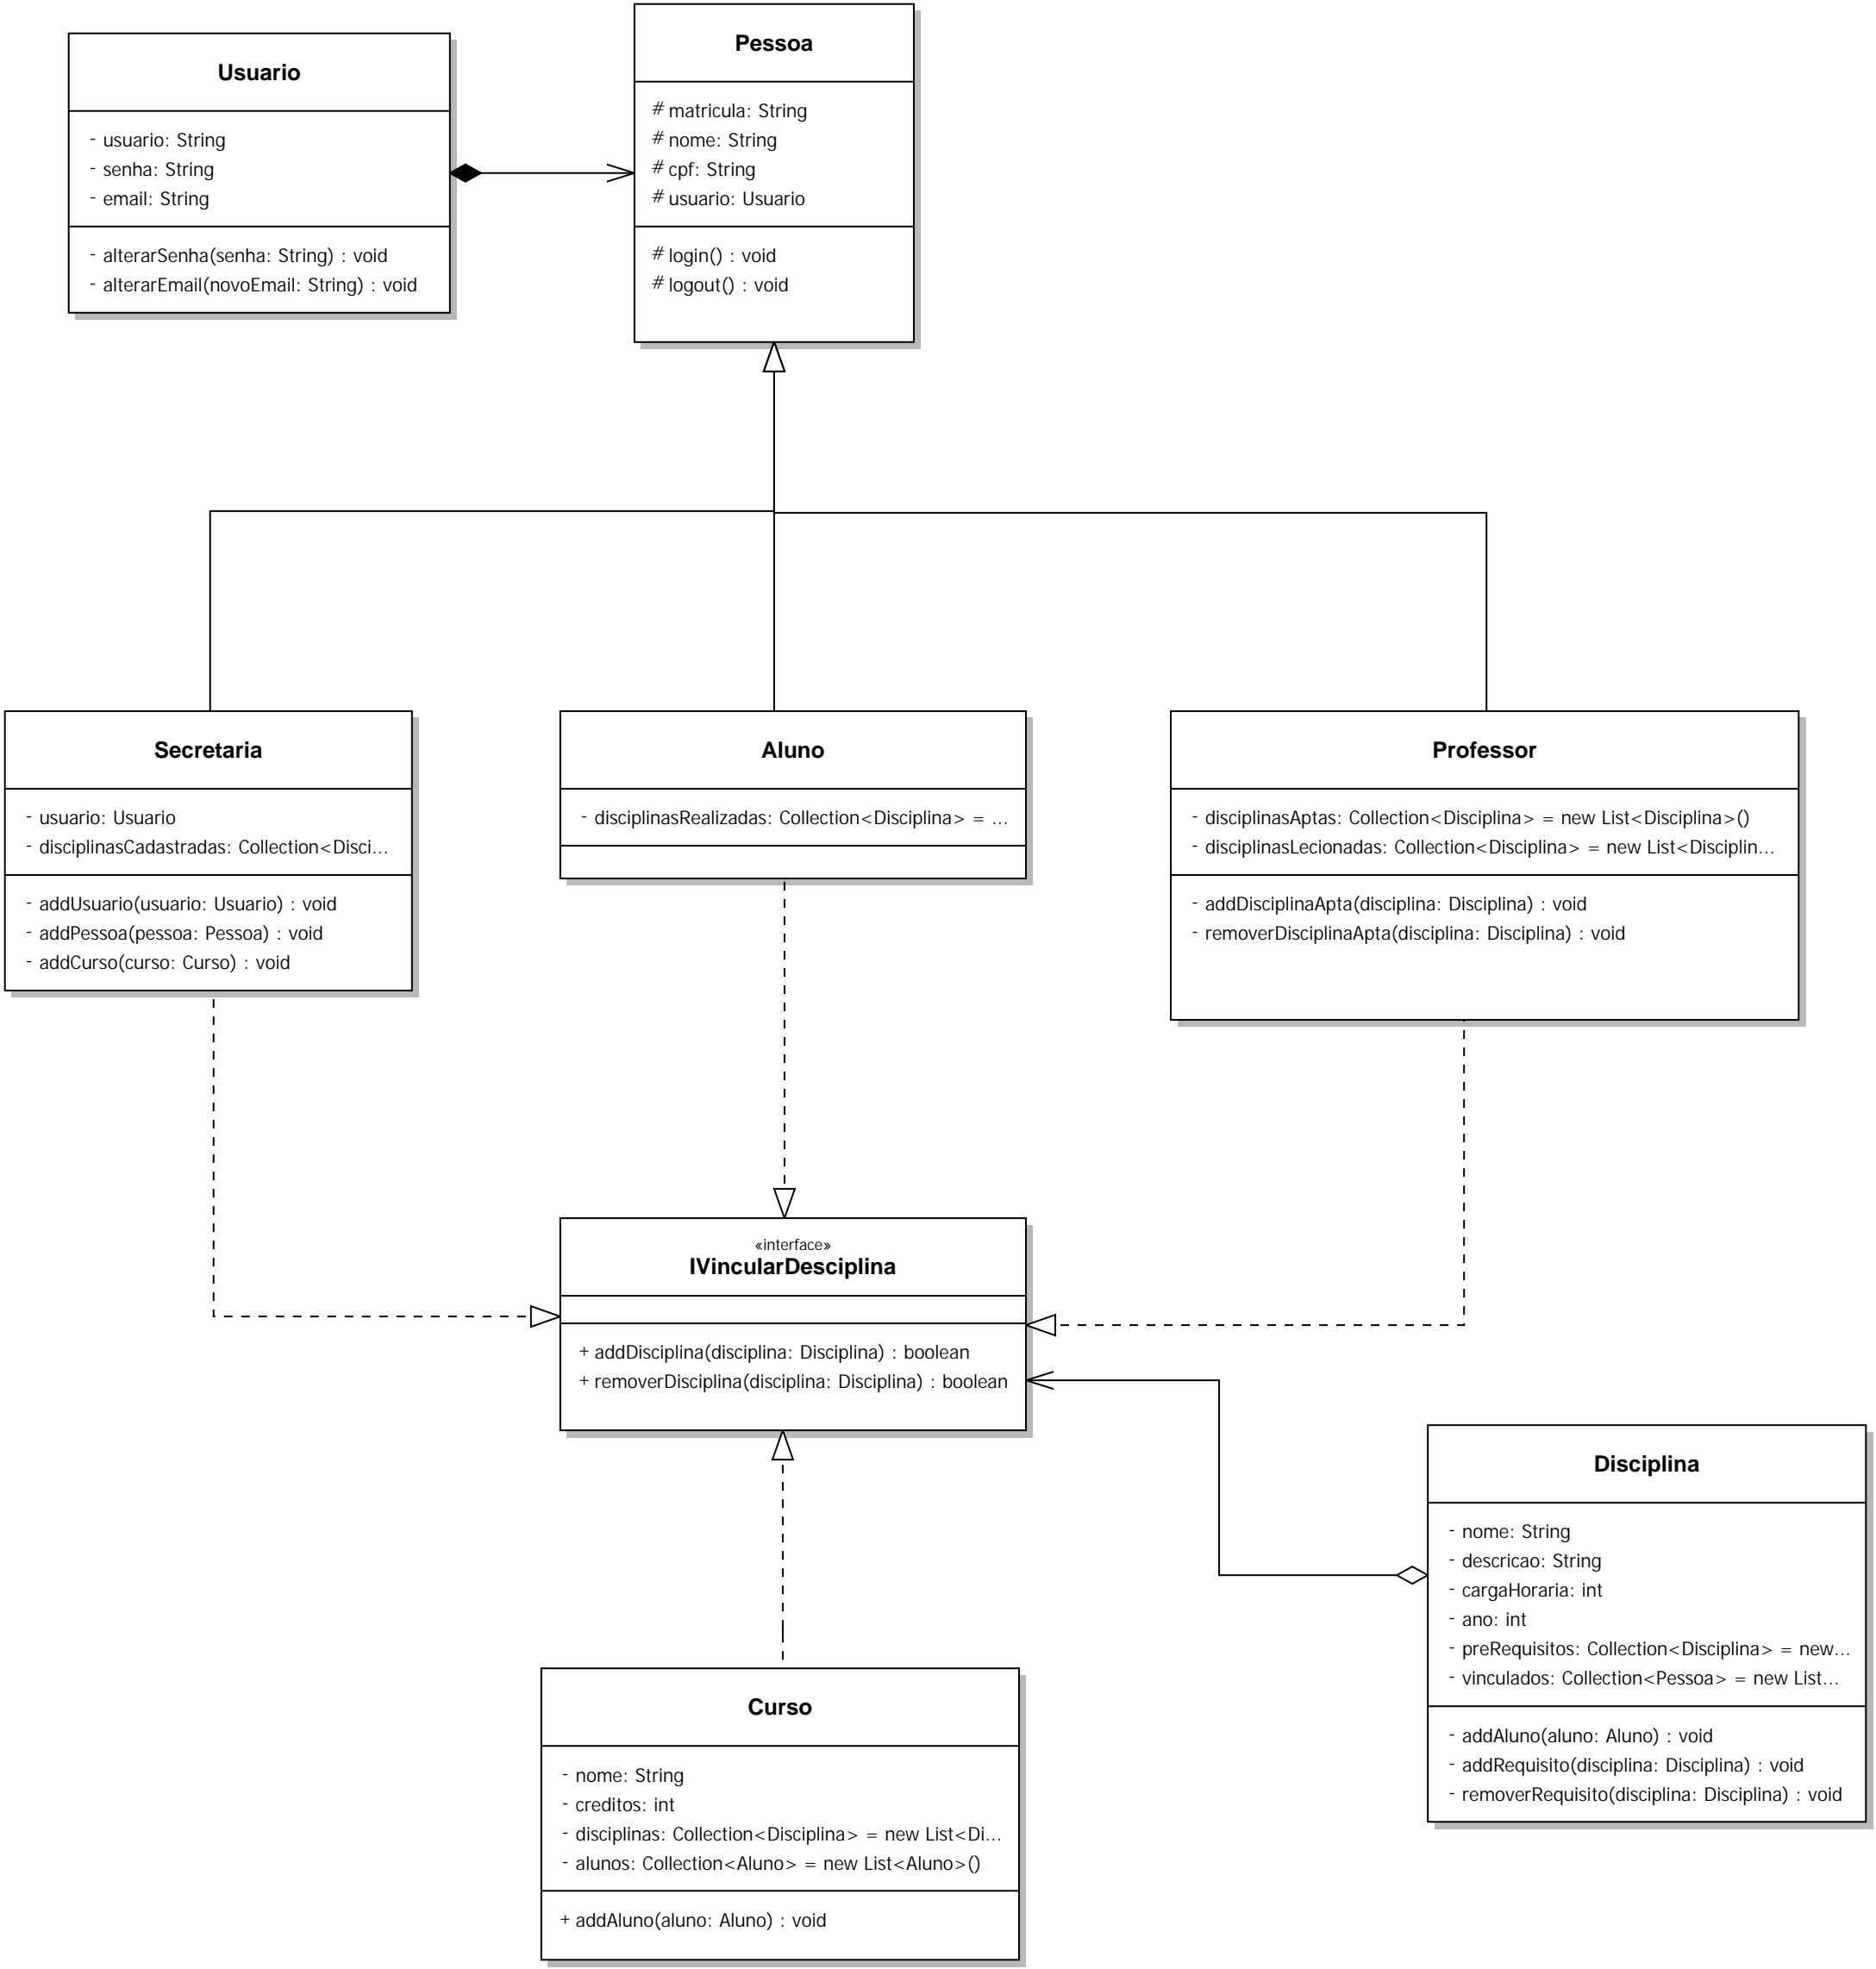 Usuario
- usuario: String
- senha: String
- email: String
- alterarSenha(senha: String) : void
- alterarEmail(novoEmail: String) : void
Pessoa
# matricula: String
# nome: String
# cpf: String
# usuario: Usuario
# login() : void
# logout() : void
Secretaria
- usuario: Usuario
- disciplinasCadastradas: Collection<Disci...
- addUsuario(usuario: Usuario) : void
- addPessoa(pessoa: Pessoa) : void
- addCurso(curso: Curso) : void
Aluno
- disciplinasRealizadas: Collection<Disciplina> = ...
Professor
- disciplinasAptas: Collection<Disciplina> = new List<Disciplina>()
- disciplinasLecionadas: Collection<Disciplina> = new List<Disciplin...
- addDisciplinaApta(disciplina: Disciplina) : void
- removerDisciplinaApta(disciplina: Disciplina) : void
«interface»
IVincularDesciplina
+ addDisciplina(disciplina: Disciplina) : boolean
+ removerDisciplina(disciplina: Disciplina) : boolean
Disciplina
- nome: String
- descricao: String
- cargaHoraria: int
- ano: int
- preRequisitos: Collection<Disciplina> = new...
- vinculados: Collection<Pessoa> = new List...
- addAluno(aluno: Aluno) : void
- addRequisito(disciplina: Disciplina) : void
- removerRequisito(disciplina: Disciplina) : void
Curso
- nome: String
- creditos: int
- disciplinas: Collection<Disciplina> = new List<Di...
- alunos: Collection<Aluno> = new List<Aluno>()
+ addAluno(aluno: Aluno) : void